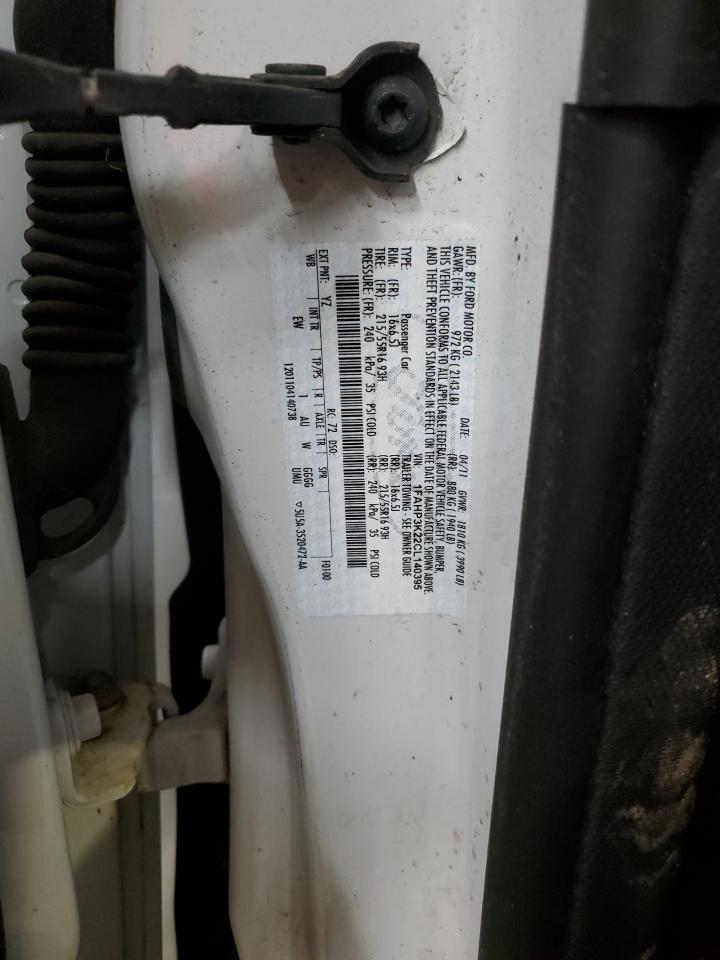 MFD. BY FORD MOTOR CO.
DATE: 04/11 GVWR: 1810 KG ( 3990 LB)
GAWR: (FR): 972 KG ( 2143 LB) (RR): 880 KG ( 1940 LB)
THIS VEHICLE CONFORMS TO ALL APPLICABLE FEDERAL MOTOR VEHICLE SAFETY, BUMPER,
AND THEFT PREVENTION STANDARDS IN EFFECT ON THE DATE OF MANUFACTURE SHOWN ABOVE.
VIN: 1FAHP3K22CL140395
TYPE: Passenger Car TRAILER TOWING - SEE OWNER GUIDE
RIM: (FR): 16x6.5J (RR): 16x6.5J
TIRE: (FR): 215/55R16 93H (RR): 215/55R16 93H
PRESSURE: (FR): 240 kPa/ 35 PSI COLD (RR): 240 kPa/ 35 PSI COLD
RC: 72 DSO:
EXT PNT: YZ F0100
WB INT TR TP/PS R AXLE TR SPR
EW 1 AU W GGGG
120110414073B UMU 5U5A-3520472-AA